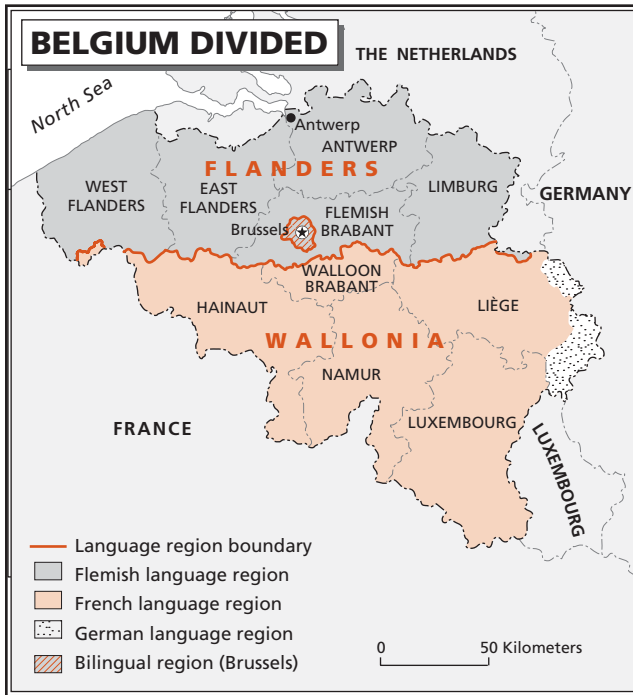 BELGIUM DIVIDED
THE NETHERLANDS
North Sea
Antwerp
ANTWERP
FLANDERS
WEST
FLANDERS
EAST
FLANDERS
LIMBURG
GERMANY
FLEMISH
BRABANT
Brussels
WALLOON
BRABANT
HAINAUT
LIÈGE
WALLONIA
NAMUR
LUXEMBOURG
FRANCE
LUXEMBOURG
Language region boundary
Flemish language region
French language region
German language region
Bilingual region (Brussels)
0 50 Kilometers